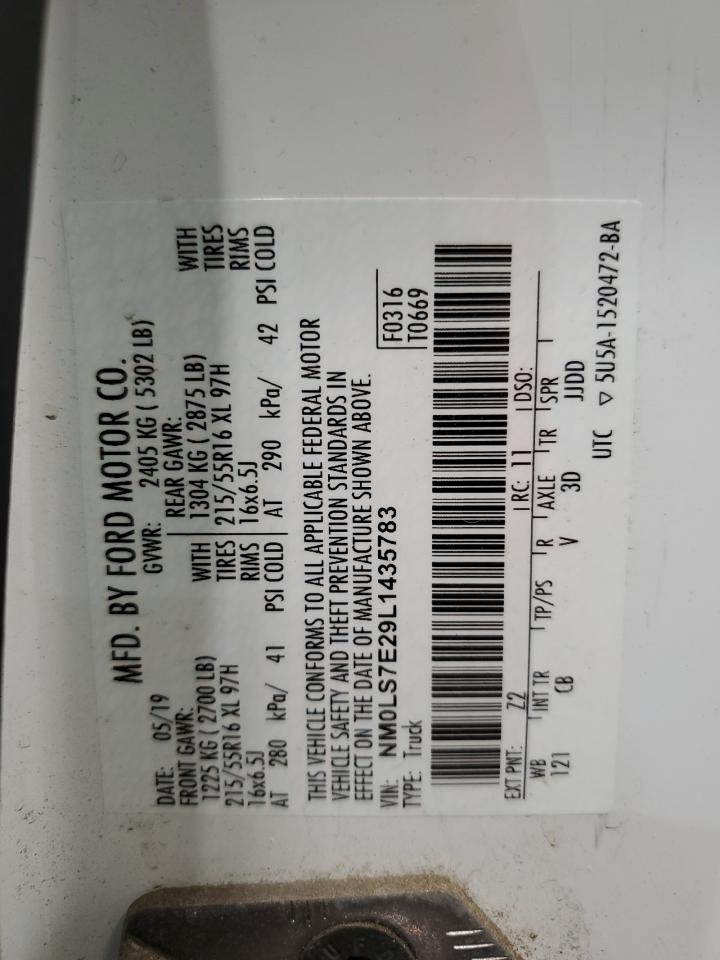 MFD. BY FORD MOTOR CO.
DATE: 05/19 GVWR: 2405 KG ( 5302 LB)
FRONT GAWR: REAR GAWR:
1225 KG ( 2700 LB) WITH 1304 KG ( 2875 LB) WITH
215/55R16 XL 97H TIRES 215/55R16 XL 97H TIRES
16x6.5J RIMS 16x6.5J RIMS
AT 280 kPa/ 41 PSI COLD AT 290 kPa/ 42 PSI COLD
THIS VEHICLE CONFORMS TO ALL APPLICABLE FEDERAL MOTOR
VEHICLE SAFETY AND THEFT PREVENTION STANDARDS IN
EFFECT ON THE DATE OF MANUFACTURE SHOWN ABOVE.
VIN: NM0LS7E29L1435783 F0316
TYPE: Truck T0669
EXT PNT: Z2 RC: 11 DSO:
WB INT TR TP/PS R AXLE TR SPR
121 CB V 3D JJDD
UTC ▽ 5U5A-1520472-BA